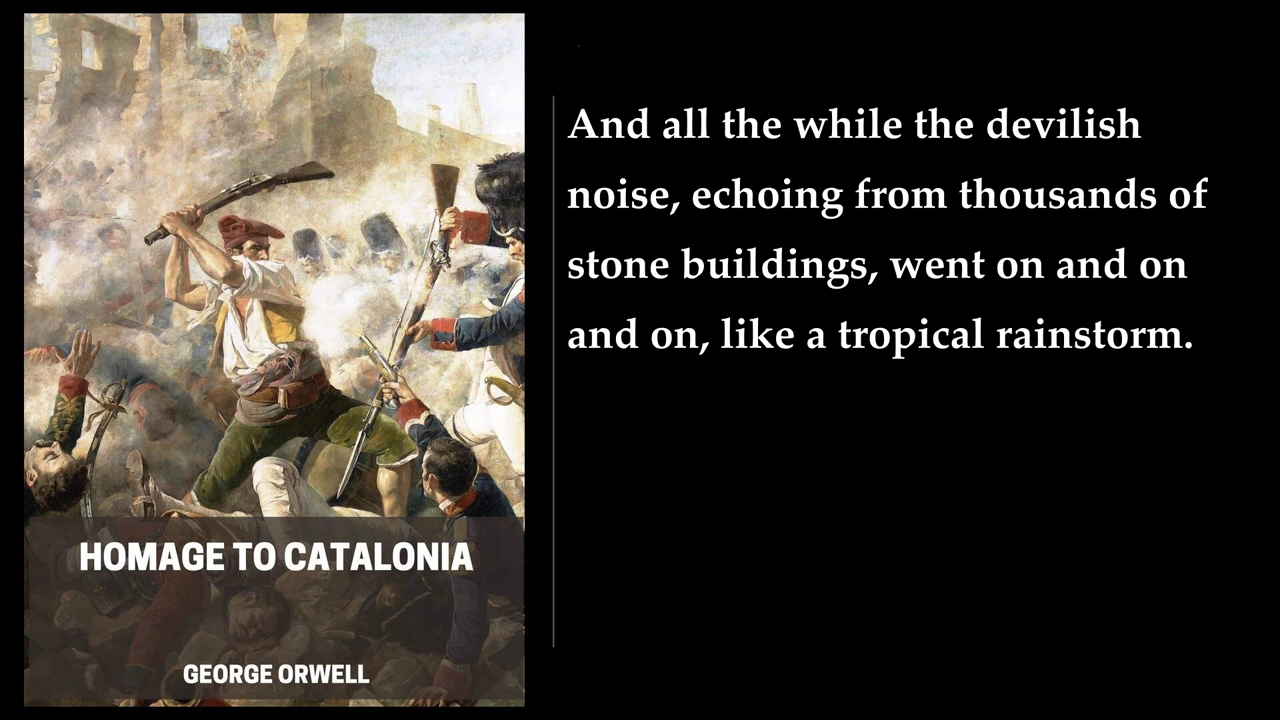 HOMAGE TO CATALONIA
GEORGE ORWELL
And all the while the devilish
noise, echoing from thousands of
stone buildings, went on and on
and on, like a tropical rainstorm.